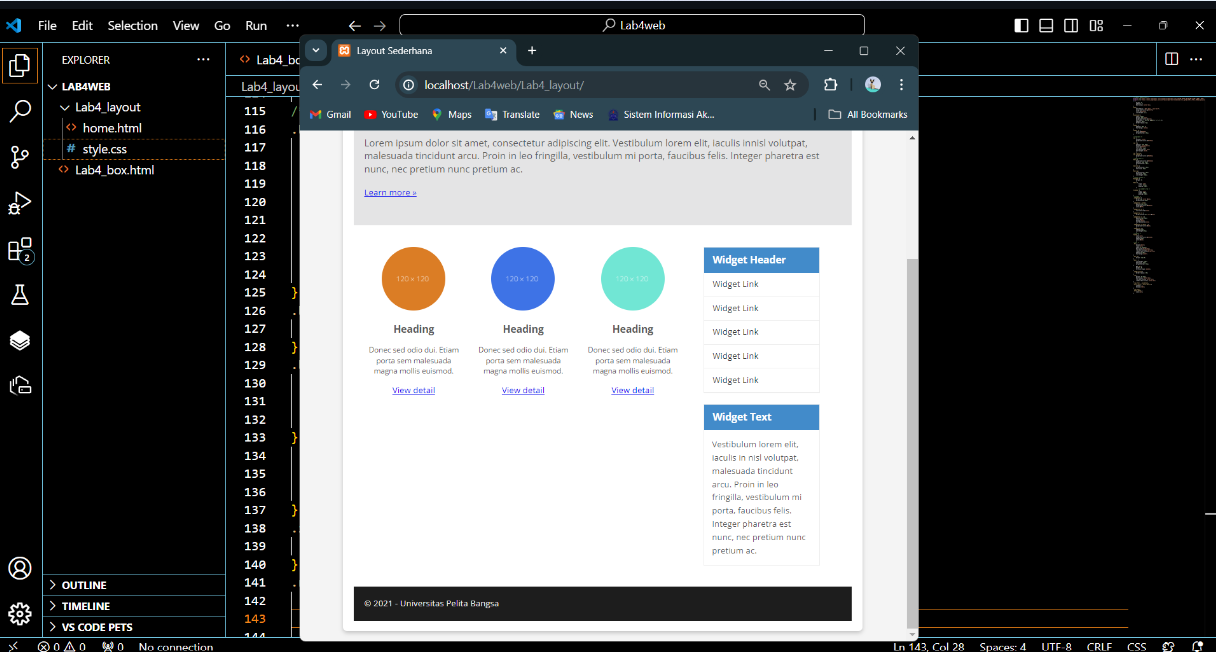 File Edit Selection View Go Run ··· Lab4web
EXPLORER ···
LAB4WEB
Lab4_layout
home.html
style.css
Lab4_box.html
2
OUTLINE
TIMELINE
VS CODE PETS
Lab4_bo
Lab4_layou
115 /
116 .
117
118
119
120
121
122
123
124
125 }
126 .
127
128 }
129 .
130
131
132
133 }
134
135
136
137 }
138 .
139
140 }
141 .
142
143
144
Layout Sederhana
localhost/Lab4web/Lab4_layout/
Gmail YouTube Maps Translate News Sistem Informasi Ak... All Bookmarks
Lorem ipsum dolor sit amet, consectetur adipiscing elit. Vestibulum lorem elit, iaculis innisl volutpat,
malesuada tincidunt arcu. Proin in leo fringilla, vestibulum mi porta, faucibus felis. Integer pharetra est
nunc, nec pretium nunc pretium ac.
Learn more »
120 × 120
Heading
Donec sed odio dui. Etiam
porta sem malesuada
magna mollis euismod.
View detail
120 × 120
Heading
Donec sed odio dui. Etiam
porta sem malesuada
magna mollis euismod.
View detail
120 × 120
Heading
Donec sed odio dui. Etiam
porta sem malesuada
magna mollis euismod.
View detail
Widget Header
Widget Link
Widget Link
Widget Link
Widget Link
Widget Link
Widget Text
Vestibulum lorem elit,
iaculis in nisl volutpat,
malesuada tincidunt
arcu. Proin in leo
fringilla, vestibulum mi
porta, faucibus felis.
Integer pharetra est
nunc, nec pretium nunc
pretium ac.
© 2021 - Universitas Pelita Bangsa
0 0 0 No connection Ln 143, Col 28 Spaces: 4 UTF-8 CRLF CSS